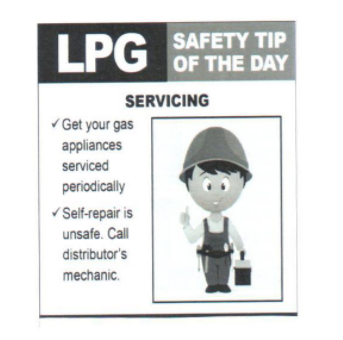 LPG
SAFETY TIP
OF THE DAY
SERVICING
✓ Get your gas
appliances
serviced
periodically
✓ Self-repair is
unsafe. Call
distributor's
mechanic.